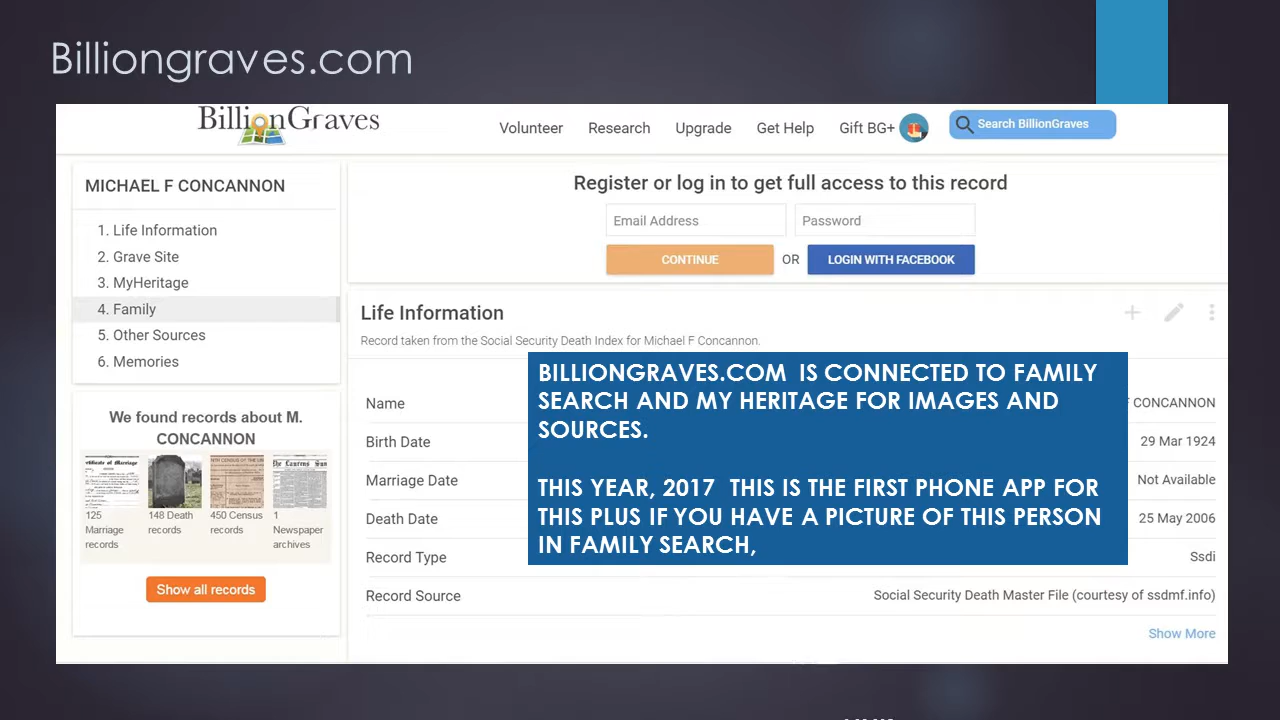 Billiongraves.com
BillionGraves
Volunteer
Research
Upgrade
Get Help
Gift BG+
Search BillionGraves
MICHAEL F CONCANNON
1. Life Information
2. Grave Site
3. MyHeritage
4. Family
5. Other Sources
6. Memories
We found records about M.
CONCANNON
125
Marriage
records
148 Death
records
450 Census
records
1
Newspaper
archives
Show all records
Register or log in to get full access to this record
Email Address
Password
CONTINUE
OR
LOGIN WITH FACEBOOK
Life Information
Record taken from the Social Security Death Index for Michael F Concannon.
Name
F CONCANNON
Birth Date
29 Mar 1924
Marriage Date
Not Available
Death Date
25 May 2006
Record Type
Ssdi
Record Source
Social Security Death Master File (courtesy of ssdmf.info)
Show More
BILLIONGRAVES.COM IS CONNECTED TO FAMILY
SEARCH AND MY HERITAGE FOR IMAGES AND
SOURCES.
THIS YEAR, 2017 THIS IS THE FIRST PHONE APP FOR
THIS PLUS IF YOU HAVE A PICTURE OF THIS PERSON
IN FAMILY SEARCH,